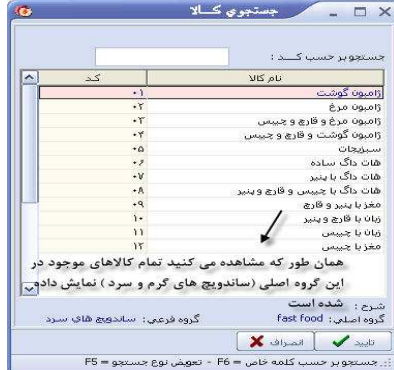 جستجوي کــالا
جستجو بر حسب کــد :
نام کالا کـد
ژامبون گوشت ۰۱
ژامبون مرغ ۰۲
ژامبون مرغ و قارچ و چیپس ۰۳
ژامبون گوشت و قارچ و چیپس ۰۴
سبزیجات ۰۵
هات داگ ساده ۰۶
هات داگ با پنیر ۰۷
هات داگ با چیپس و قارچ و پنیر ۰۸
مغز با پنیر و قارچ ۰۹
زبان با قارچ و پنیر ۱۰
زبان با چیپس ۱۱
مغز با چیپس ۱۲
همان طور که مشاهده می کنید تمام کالاهای موجود در
این گروه اصلی (ساندویچ های گرم و سرد ) نمایش داده
شرح : شده است
گروه اصلی: fast food گروه فرعی: ساندویچ های سرد
تایید انصراف
جستجو بر حسب کلمه خاص = F6 - تعویض نوع جستجو = F5